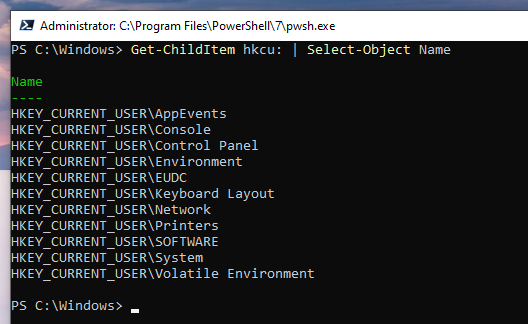 Administrator: C:\Program Files\PowerShell\7\pwsh.exe
PS C:\Windows> Get-ChildItem hkcu: | Select-Object Name
Name
----
HKEY_CURRENT_USER\AppEvents
HKEY_CURRENT_USER\Console
HKEY_CURRENT_USER\Control Panel
HKEY_CURRENT_USER\Environment
HKEY_CURRENT_USER\EUDC
HKEY_CURRENT_USER\Keyboard Layout
HKEY_CURRENT_USER\Network
HKEY_CURRENT_USER\Printers
HKEY_CURRENT_USER\SOFTWARE
HKEY_CURRENT_USER\System
HKEY_CURRENT_USER\Volatile Environment
PS C:\Windows>